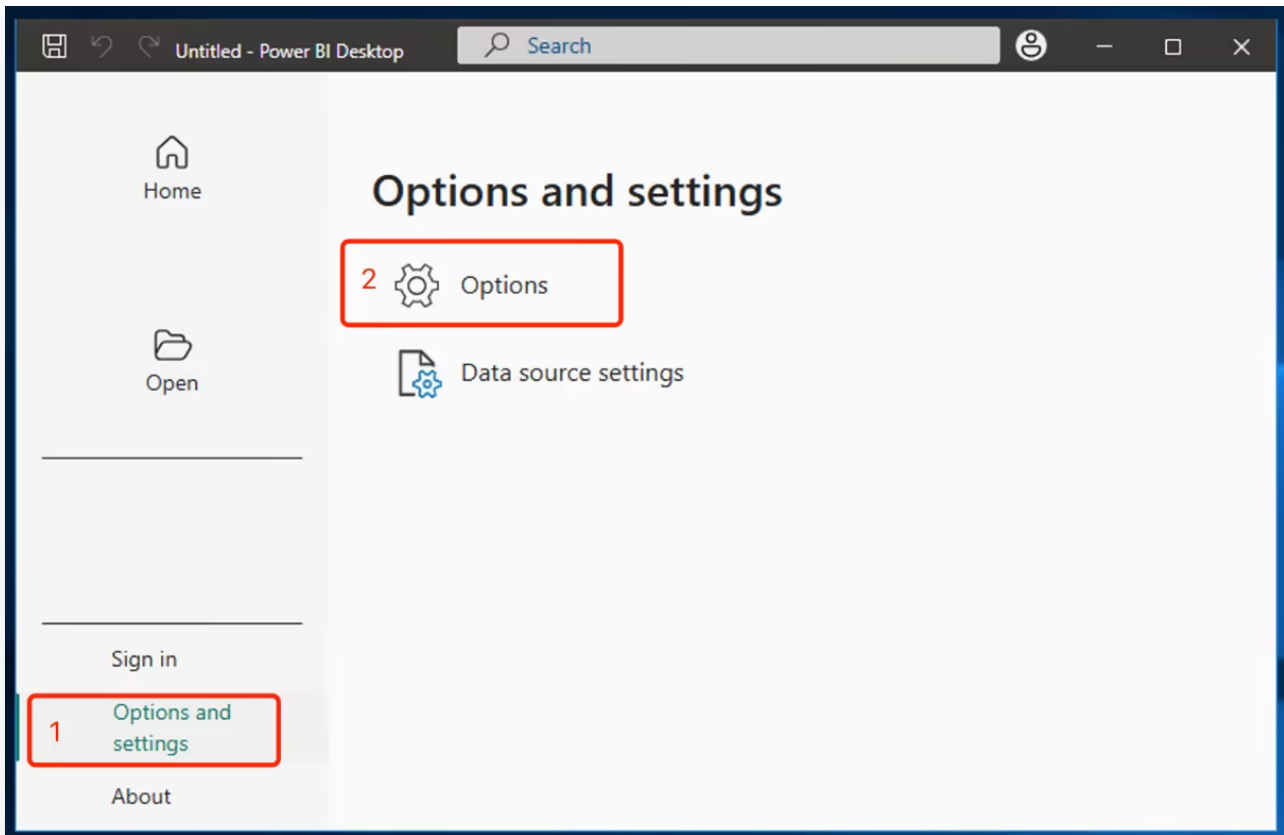 Untitled - Power BI Desktop
Search
Home
Options and settings
2
Options
Open
Data source settings
Sign in
1
Options and
settings
About